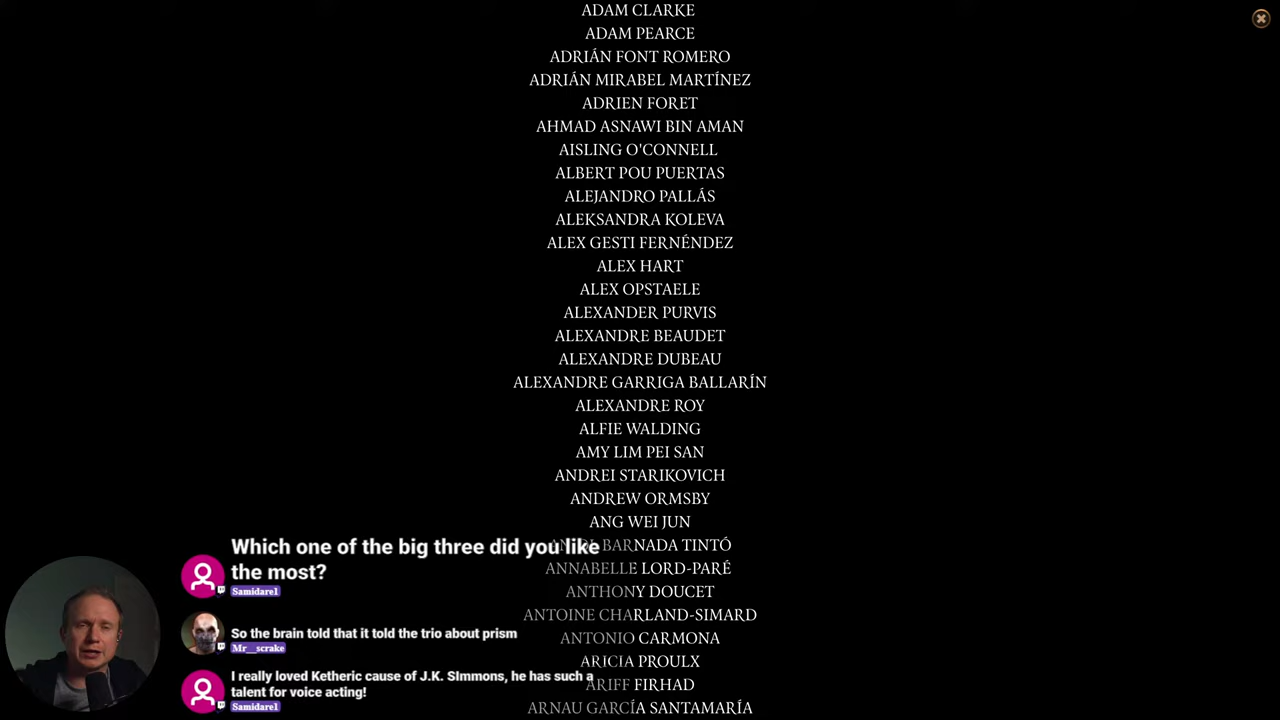 ADAM CLARKE
ADAM PEARCE
ADRIÁN FONT ROMERO
ADRIÁN MIRABEL MARTÍNEZ
ADRIEN FORET
AHMAD ASNAWI BIN AMAN
AISLING O'CONNELL
ALBERT POU PUERTAS
ALEJANDRO PALLÁS
ALEKSANDRA KOLEVA
ALEX GESTI FERNÉNDEZ
ALEX HART
ALEX OPSTAELE
ALEXANDER PURVIS
ALEXANDRE BEAUDET
ALEXANDRE DUBEAU
ALEXANDRE GARRIGA BALLARÍN
ALEXANDRE ROY
ALFIE WALDING
AMY LIM PEI SAN
ANDREI STARIKOVICH
ANDREW ORMSBY
ANG WEI JUN
BARNADA TINTÓ
ANNABELLE LORD-PARÉ
ANTHONY DOUCET
ANTOINE CHARLAND-SIMARD
ANTONIO CARMONA
ARICIA PROULX
ARIFF FIRHAD
ARNAU GARCÍA SANTAMARÍA
Which one of the big three did you like
the most?
Samidare1
So the brain told that it told the trio about prism
Mr__scrake
I really loved Ketheric cause of J.K. SImmons, he has such a
talent for voice acting!
Samidare1